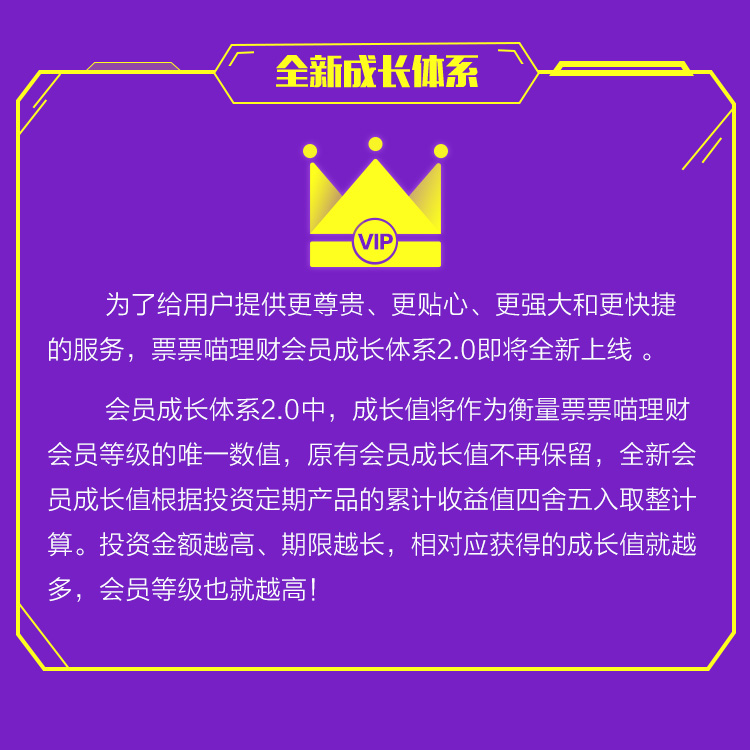 全新成长体系
VIP
为了给用户提供更尊贵、更贴心、更强大和更快捷
的服务，票票喵理财会员成长体系2.0即将全新上线 。
会员成长体系2.0中，成长值将作为衡量票票喵理财
会员等级的唯一数值，原有会员成长值不再保留，全新会
员成长值根据投资定期产品的累计收益值四舍五入取整计
算。投资金额越高、期限越长，相对应获得的成长值就越
多，会员等级也就越高！